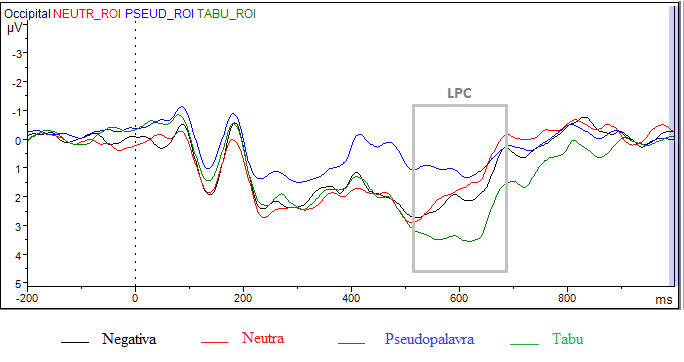 Occipital NEUTR_ROI PSEUD_ROI TABU_ROI
µV
-3
-2
-1
0
1
2
3
4
5
LPC
-200 0 200 400 600 800 ms
Negativa Neutra Pseudopalavra Tabu